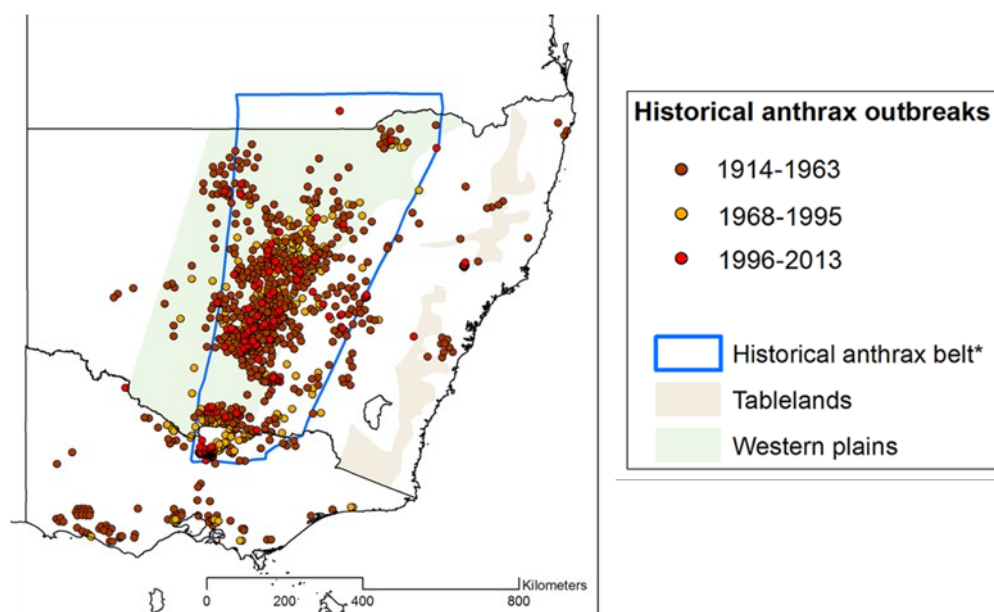 Historical anthrax outbreaks
1914-1963
1968-1995
1996-2013
Historical anthrax belt*
Tablelands
Western plains
Kilometers
0 200 400 800